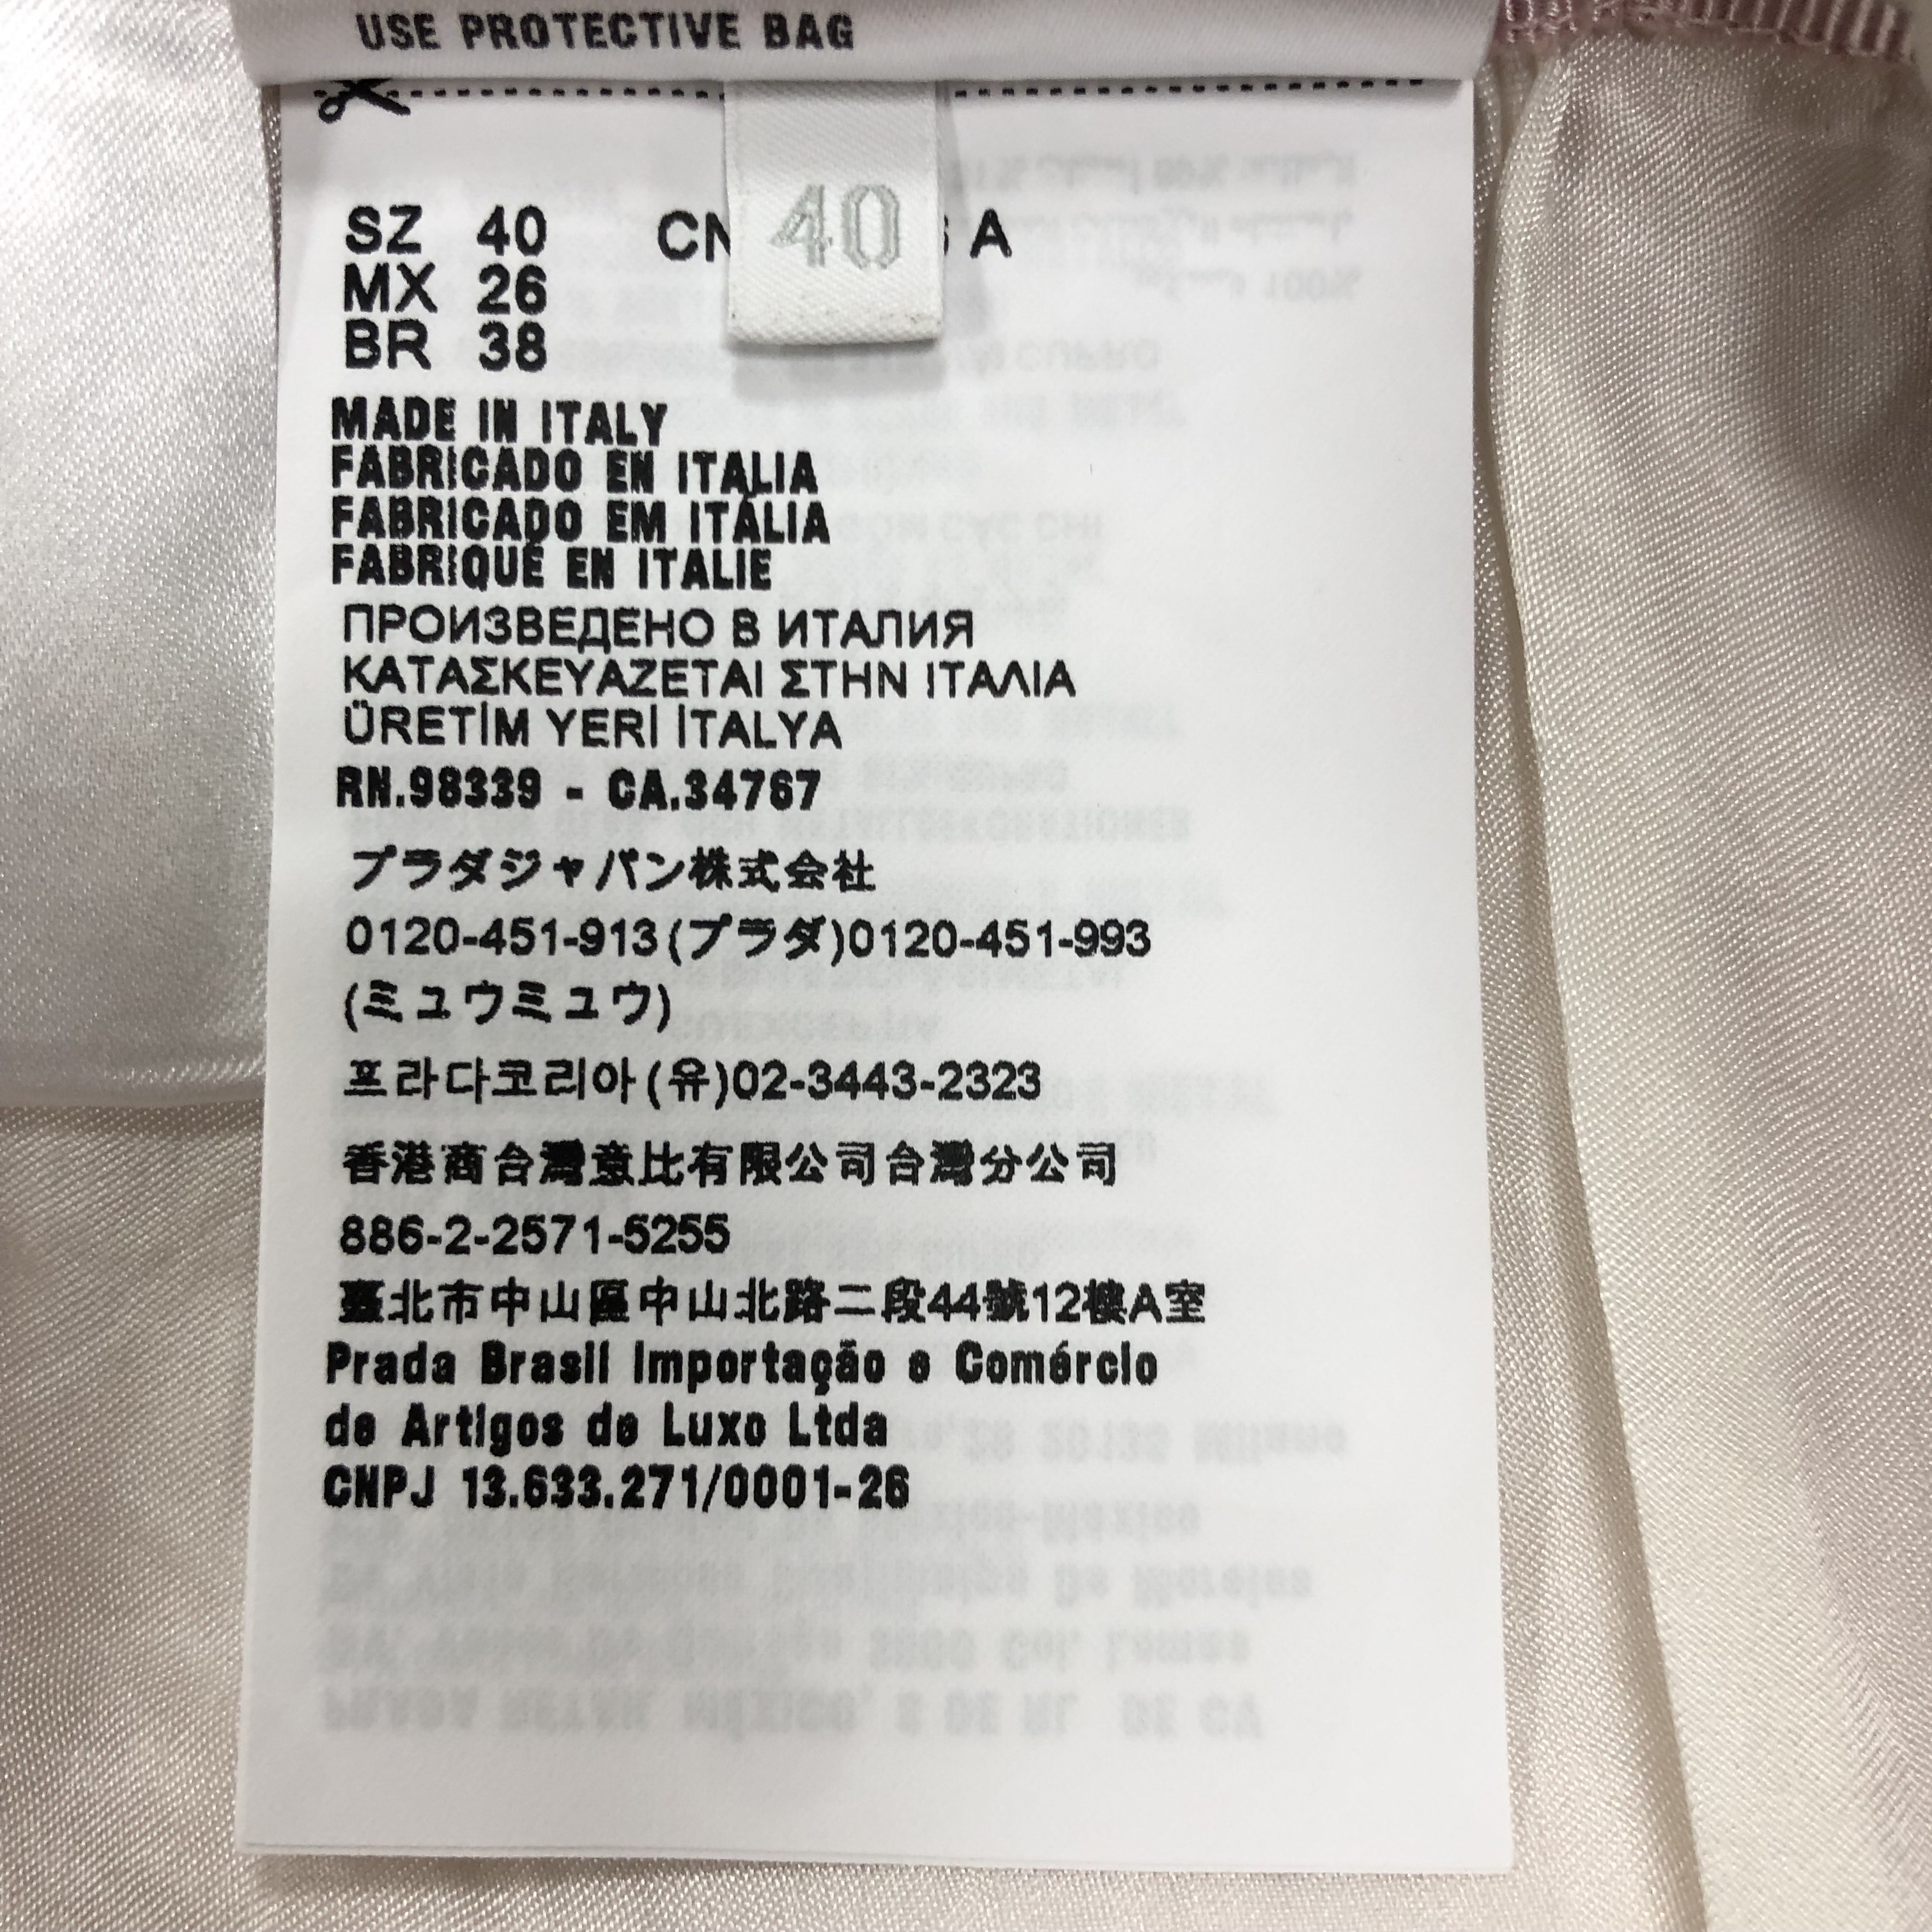 USE PROTECTIVE BAG
40
SZ 40 A
MX 26
BR 38
MADE IN ITALY
FABRICADO EN ITALIA
FABRICADO EM ITÁLIA
FABRIQUÉ EN ITALIE
ПРОИЗВЕДЕНО В ИТАЛИЯ
ΚΑΤΑΣΚΕΥΑΖΕΤΑΙ ΣΤΗΝ ΙΤΑΛΙΑ
ÜRETİM YERİ İTALYA
RN.98339 - CA.34767
プラダジャパン株式会社
0120-451-913(プラダ)0120-451-993
(ミュウミュウ)
프라다코리아(유)02-3443-2323
香港商台灣意比有限公司台灣分公司
886-2-2571-5255
臺北市中山區中山北路二段44號12樓A室
Prada Brasil Importação e Comércio
de Artigos de Luxo Ltda
CNPJ 13.633.271/0001-26